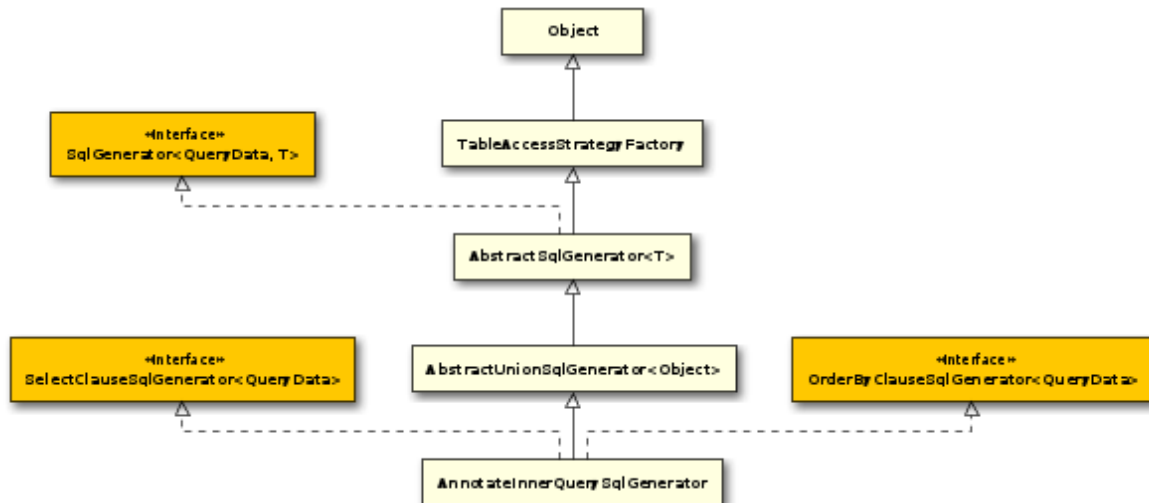 Object
«Interface»
SqlGenerator<QueryData, T>
TableAccessStrategyFactory
AbstractSqlGenerator<T>
«Interface»
SelectClauseSqlGenerator<QueryData>
AbstractUnionSqlGenerator<Object>
«Interface»
OrderByClauseSqlGenerator<QueryData>
AnnotateInnerQuerySqlGenerator